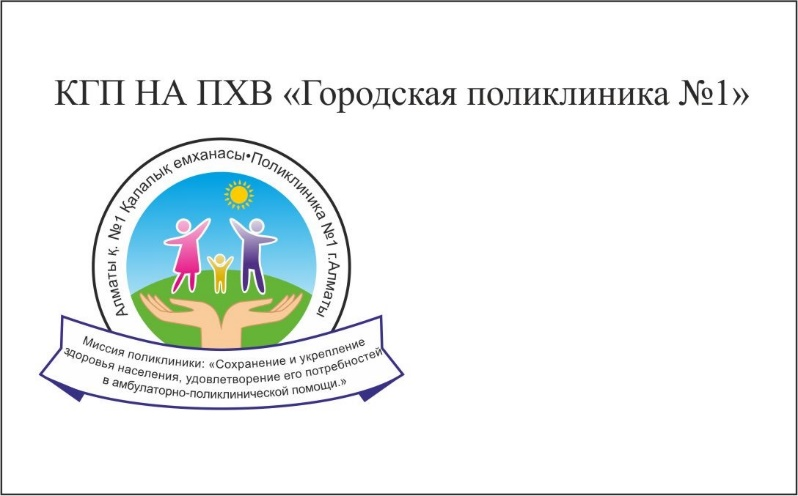 КГП НА ПХВ «Городская поликлиника №1»
Алматы қ. №1 Қалалық емханасы•Поликлиника №1 г.Алматы
Миссия поликлиники: «Сохранение и укрепление
здоровья населения, удовлетворение его потребностей
в амбулаторно-поликлинической помощи.»